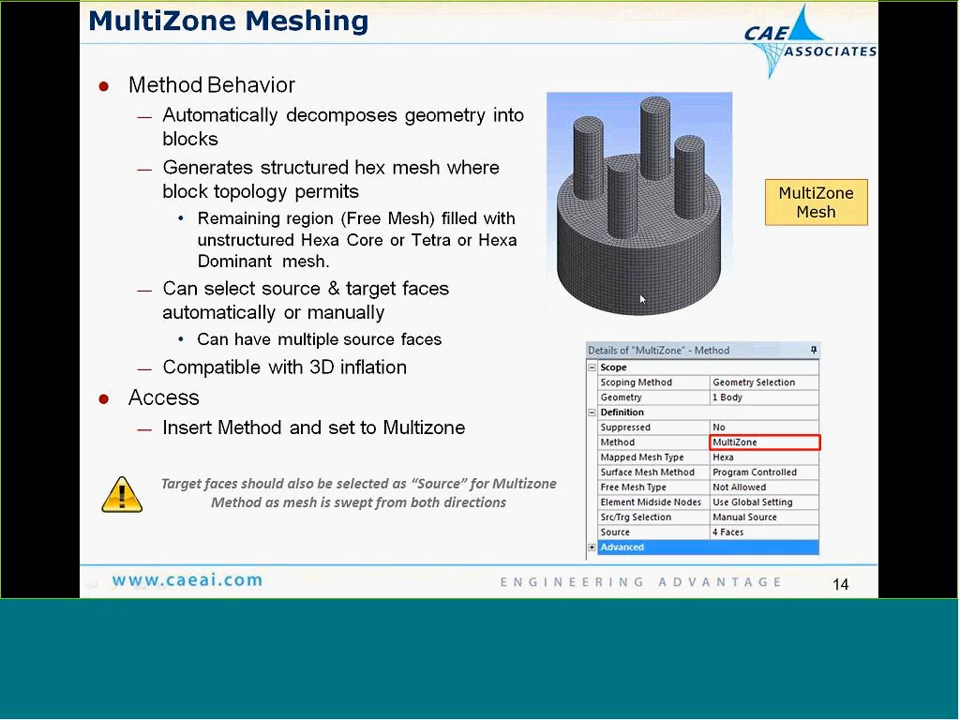 MultiZone Meshing
CAE
ASSOCIATES
● Method Behavior
— Automatically decomposes geometry into
blocks
— Generates structured hex mesh where
block topology permits
• Remaining region (Free Mesh) filled with
unstructured Hexa Core or Tetra or Hexa
Dominant mesh.
— Can select source & target faces
automatically or manually
• Can have multiple source faces
— Compatible with 3D inflation
● Access
— Insert Method and set to Multizone
Target faces should also be selected as “Source” for Multizone
Method as mesh is swept from both directions
MultiZone
Mesh
Details of "MultiZone" - Method
Scope
Scoping Method Geometry Selection
Geometry 1 Body
Definition
Suppressed No
Method MultiZone
Mapped Mesh Type Hexa
Surface Mesh Method Program Controlled
Free Mesh Type Not Allowed
Element Midside Nodes Use Global Setting
Src/Trg Selection Manual Source
Source 4 Faces
Advanced
www.caeai.com
ENGINEERING ADVANTAGE
14